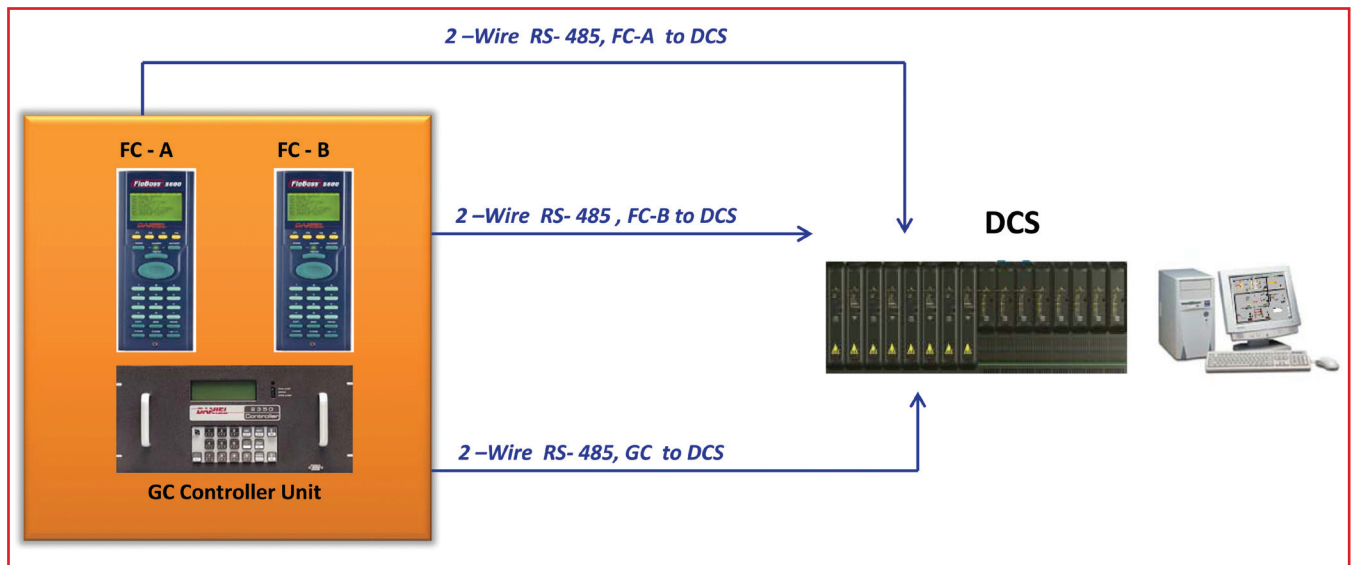 2 –Wire RS- 485, FC-A to DCS
FC - A
FC - B
FloBoss S600
FloBoss S600
DANIEL
DANIEL
2 –Wire RS- 485 , FC-B to DCS
DCS
DANIEL
2350
Controller
2 –Wire RS- 485, GC to DCS
GC Controller Unit